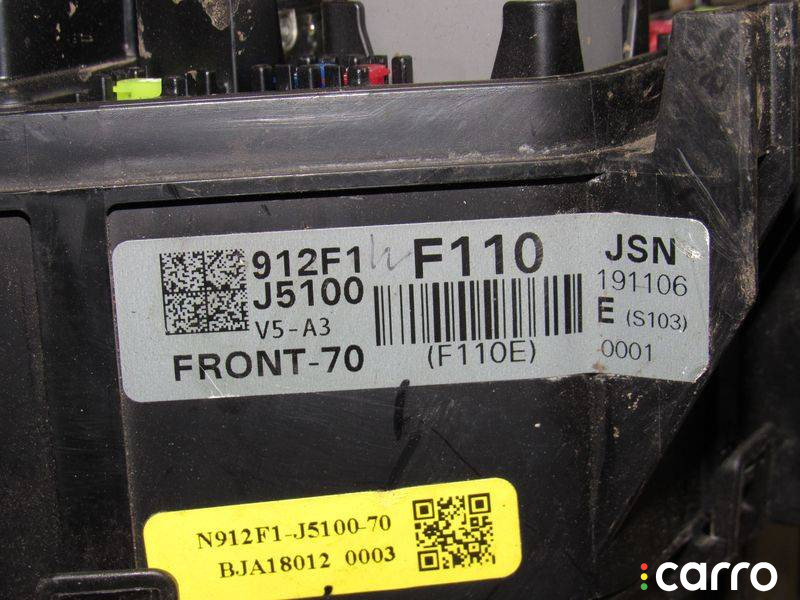 912F1
J5100
V5-A3
FRONT-70
F110
(F110E)
JSN
191106
E (S103)
0001
N912F1-J5100-70
BJA18012 0003
carro